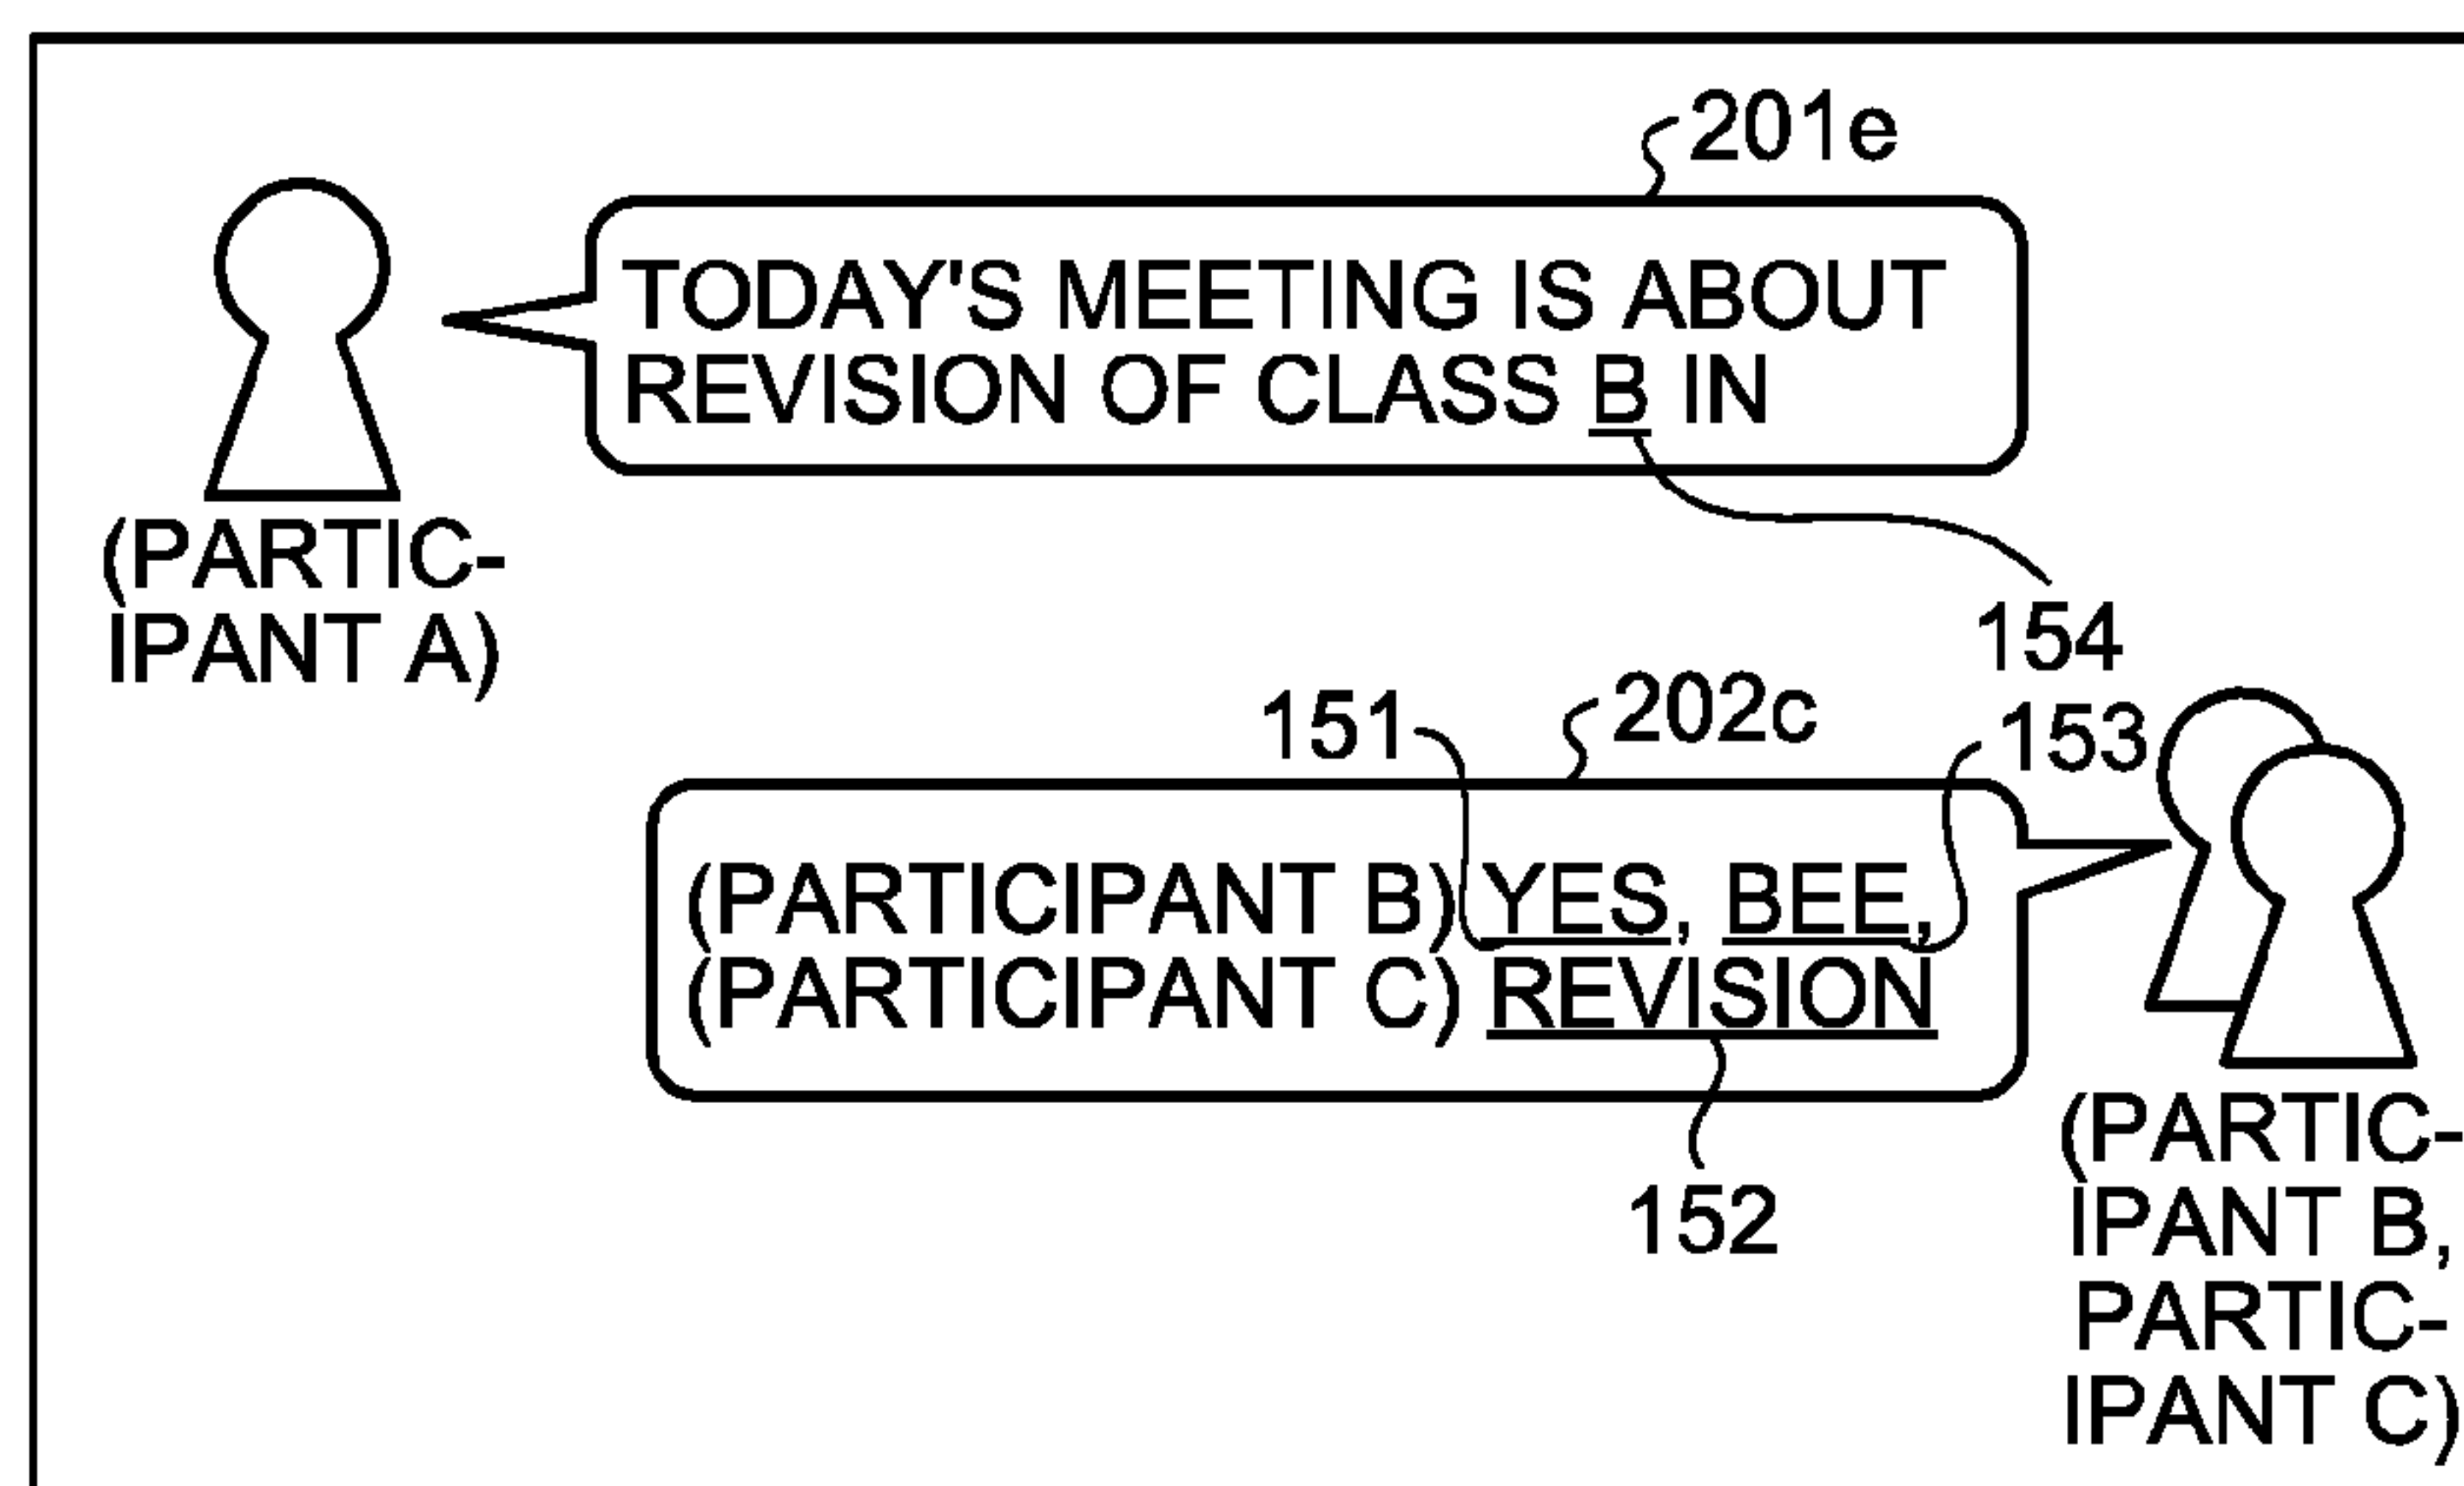 201e
TODAY'S MEETING IS ABOUT
REVISION OF CLASS B IN
(PARTIC-
IPANT A)
154
151
202c
153
(PARTICIPANT B) YES, BEE,
(PARTICIPANT C) REVISION
152
(PARTIC-
IPANT B,
PARTIC-
IPANT C)